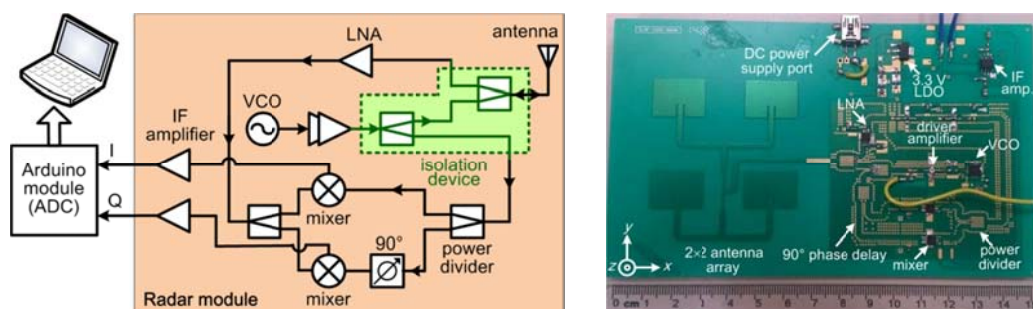 LNA
antenna
VCO
IF
amplifier
isolation
device
I
Q
Arduino
module
(ADC)
mixer
90°
power
divider
mixer
Radar module
DC power
supply port
3.3 V
LDO
IF
amp.
LNA
driver
amplifier
VCO
2×2 antenna
array
90° phase delay
mixer
power
divider
y
z
x
0 cm 1 2 3 4 5 6 7 8 9 10 11 12 13 14 15